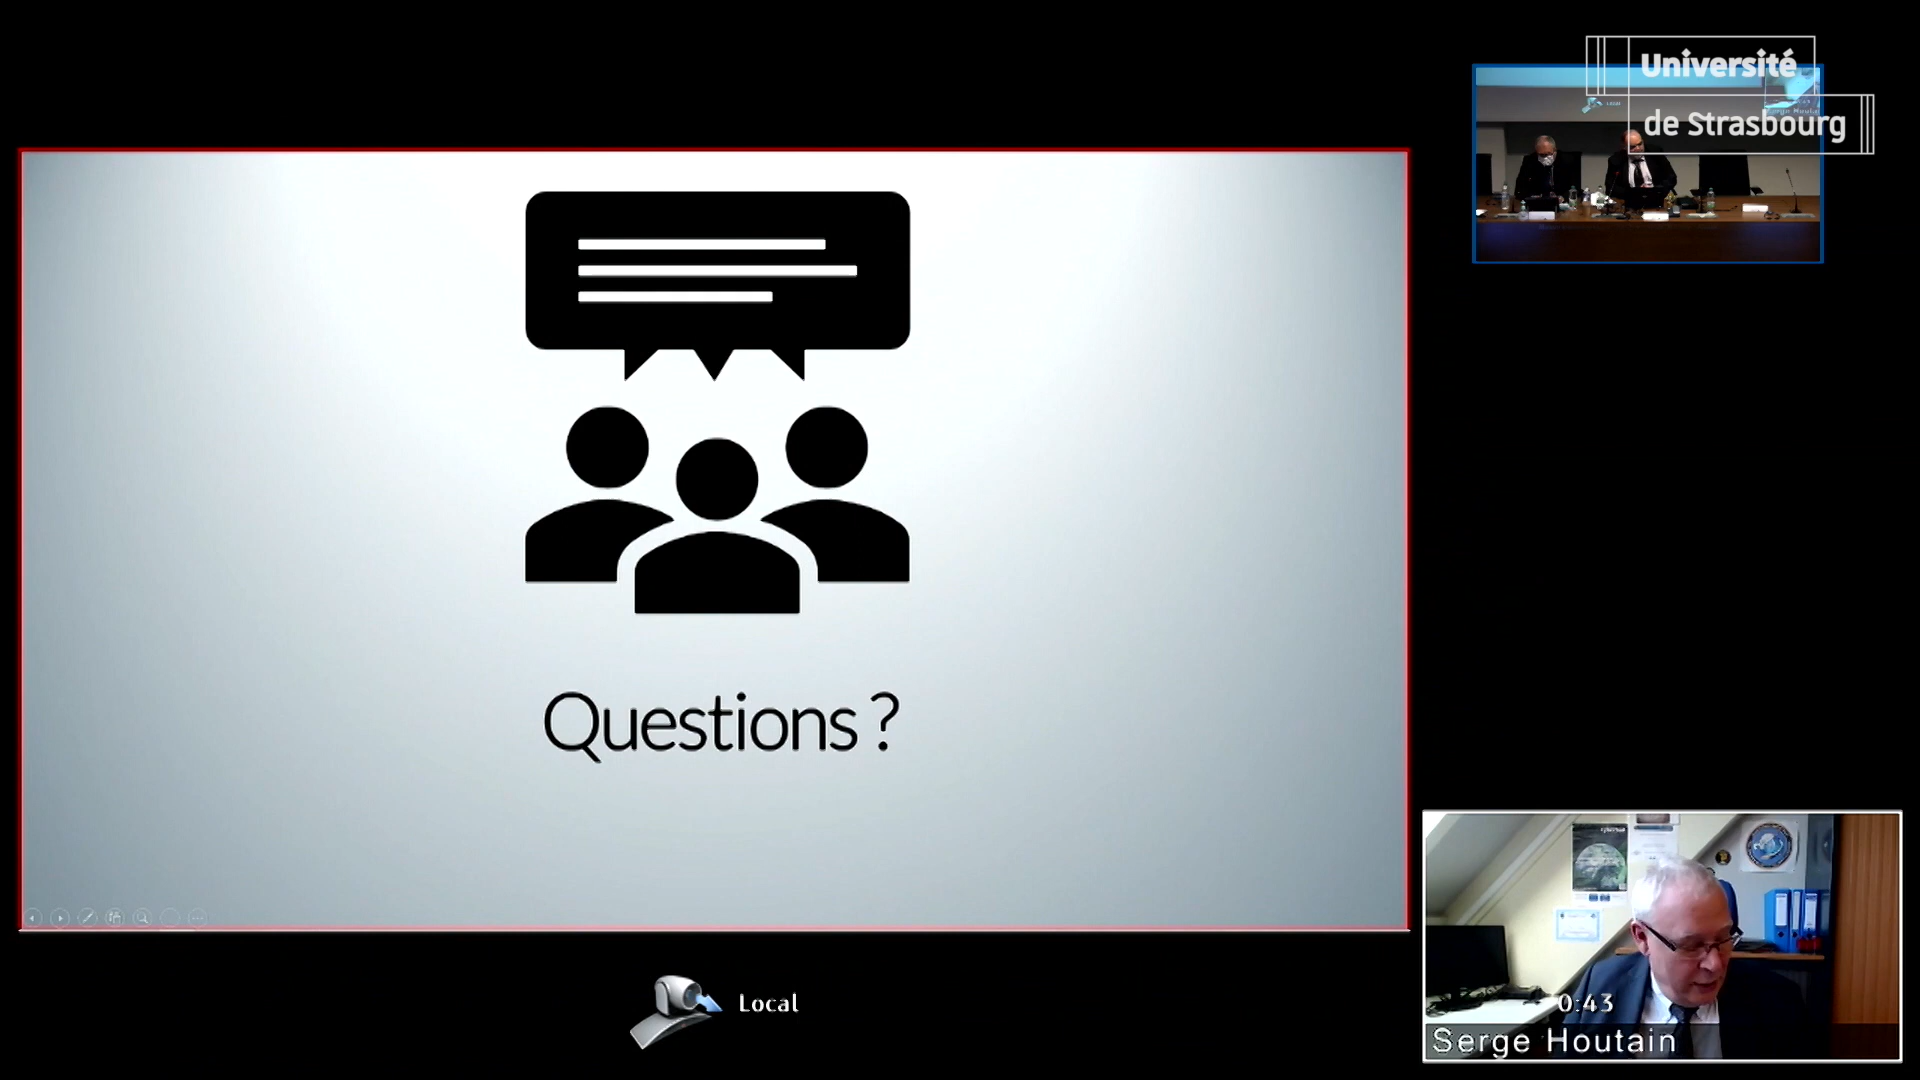 Université
de Strasbourg
Questions ?
Local
0:43
Serge Houtain